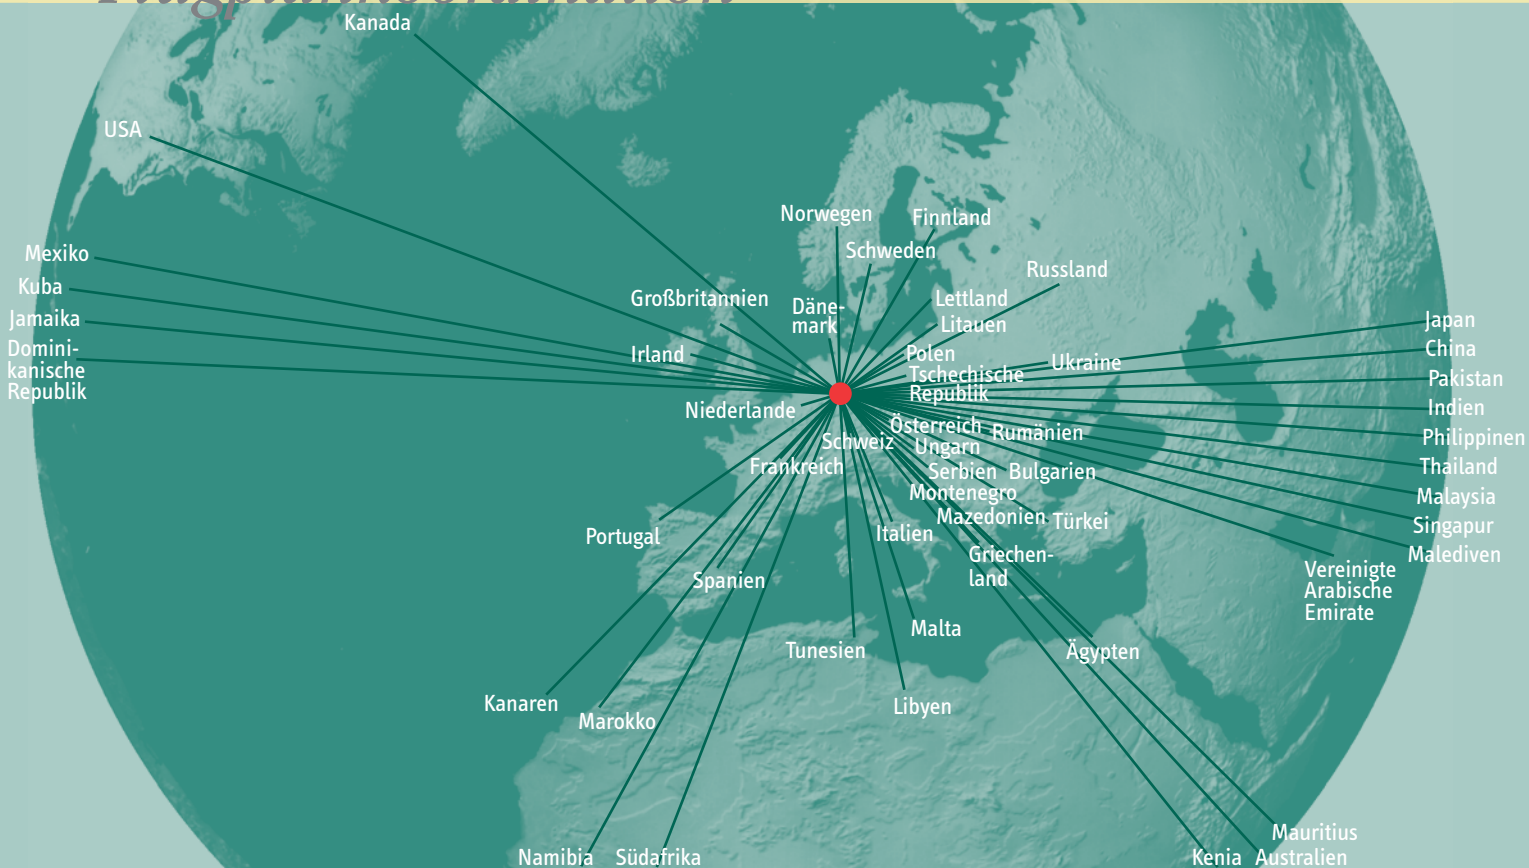 Flugplankoordination
Kanada
USA
Norwegen
Finnland
Schweden
Mexiko
Russland
Kuba
Großbritannien
Däne-
mark
Lettland
Litauen
Jamaika
Japan
Domini-
kanische
Republik
Irland
Polen
Ukraine
China
Tschechische
Republik
Pakistan
Niederlande
Indien
Österreich
Rumänien
Philippinen
Schweiz
Ungarn
Frankreich
Serbien
Bulgarien
Thailand
Montenegro
Malaysia
Mazedonien
Türkei
Singapur
Portugal
Italien
Griechen-
land
Malediven
Vereinigte
Arabische
Emirate
Spanien
Malta
Tunesien
Ägypten
Kanaren
Marokko
Libyen
Mauritius
Namibia
Südafrika
Kenia
Australien